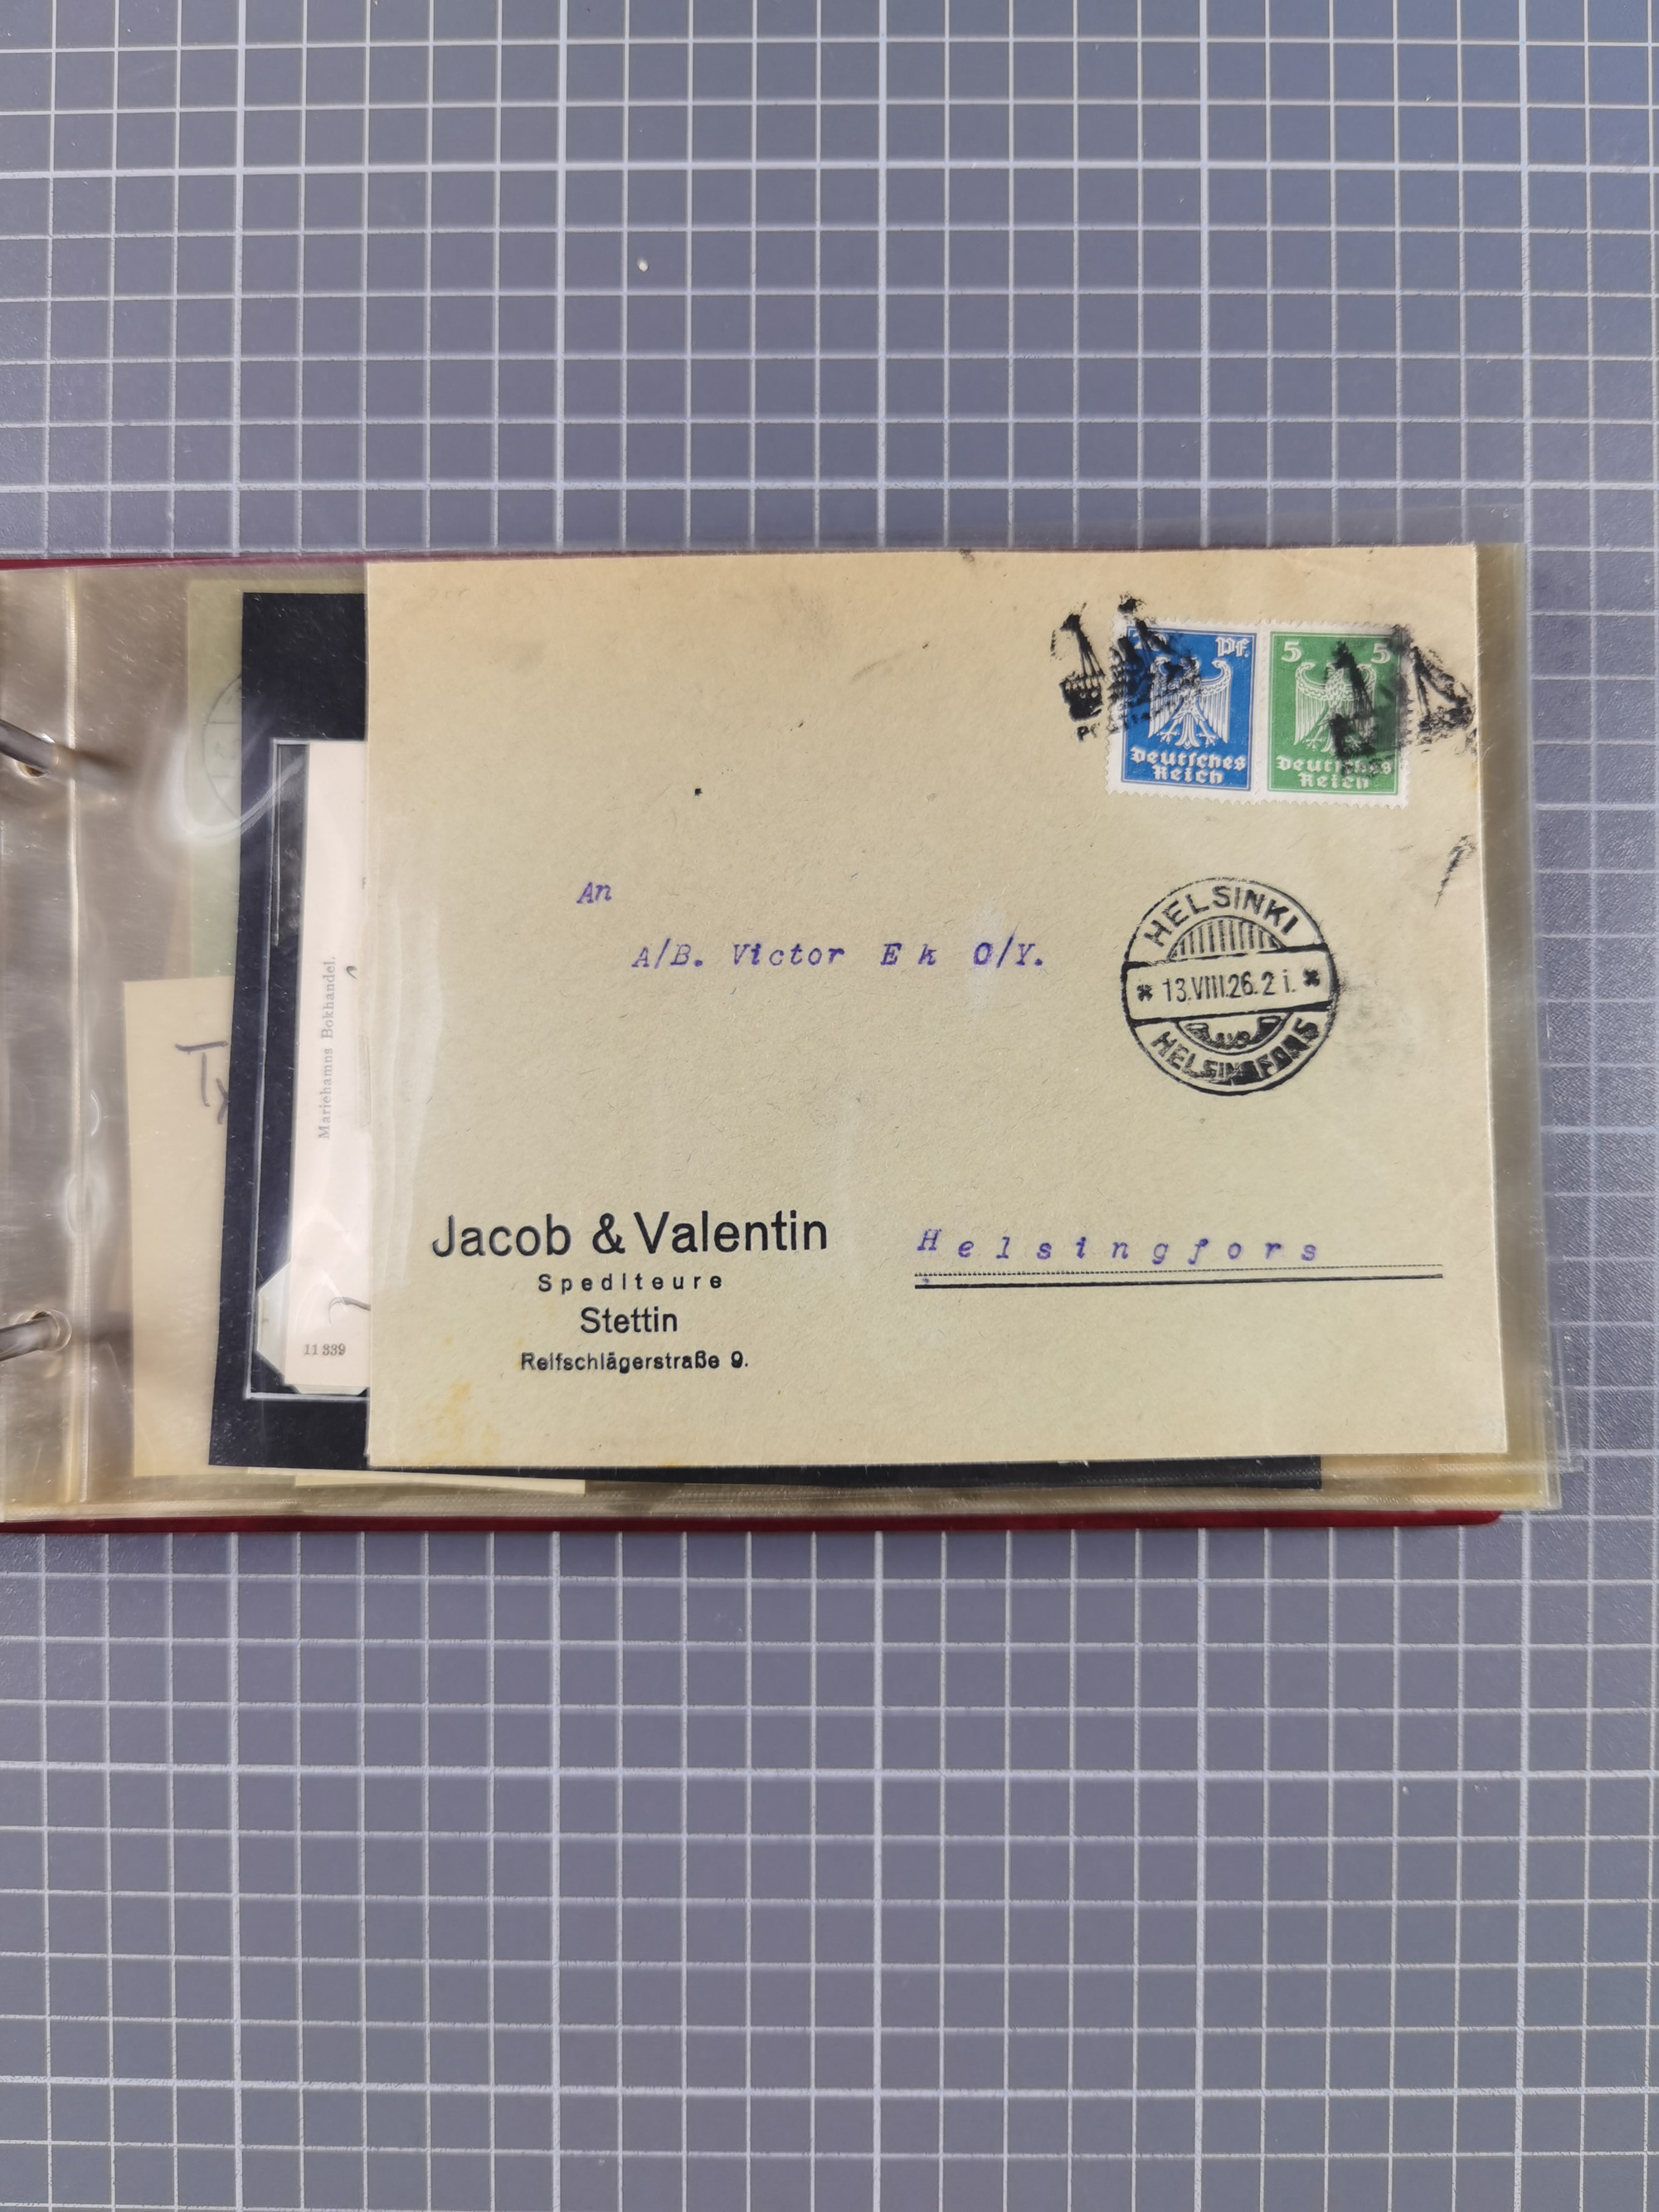 Pf.
Deutsches
Reich
5 5
Deutsches
Reich
An
A/B. Victor Ek O/Y.
HELSINKI
13.VIII.26.2 i.
HELSINGFORS
Jacob & Valentin
Spediteure
Stettin
Reifschlägerstraße 9.
Helsingfors
Mariehamns Bokhandel.
11 339